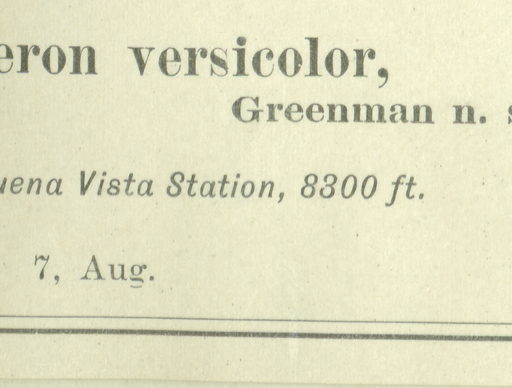 eron versicolor,
Greenman n. s
uena Vista Station, 8300 ft.
7, Aug.